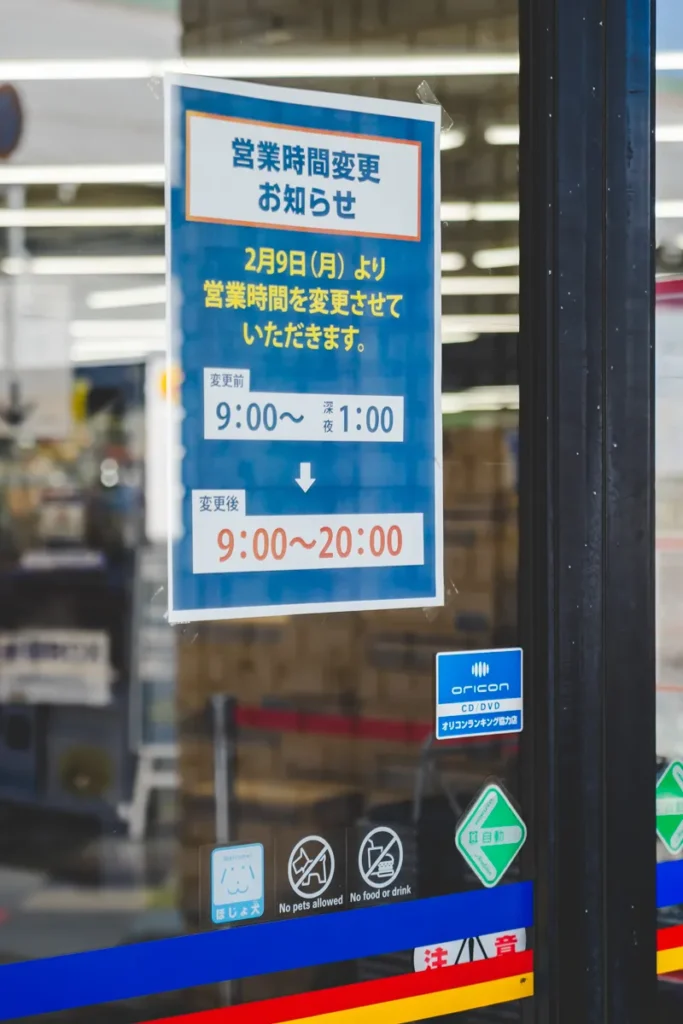 営業時間変更
お知らせ
2月9日(月)より
営業時間を変更させて
いただきます。
変更前
9:00〜 深夜 1:00
変更後
9:00〜20:00
oricon
CD/DVD
オリコンランキング協力店
自動
ほじょ犬
No pets allowed
No food or drink
注意